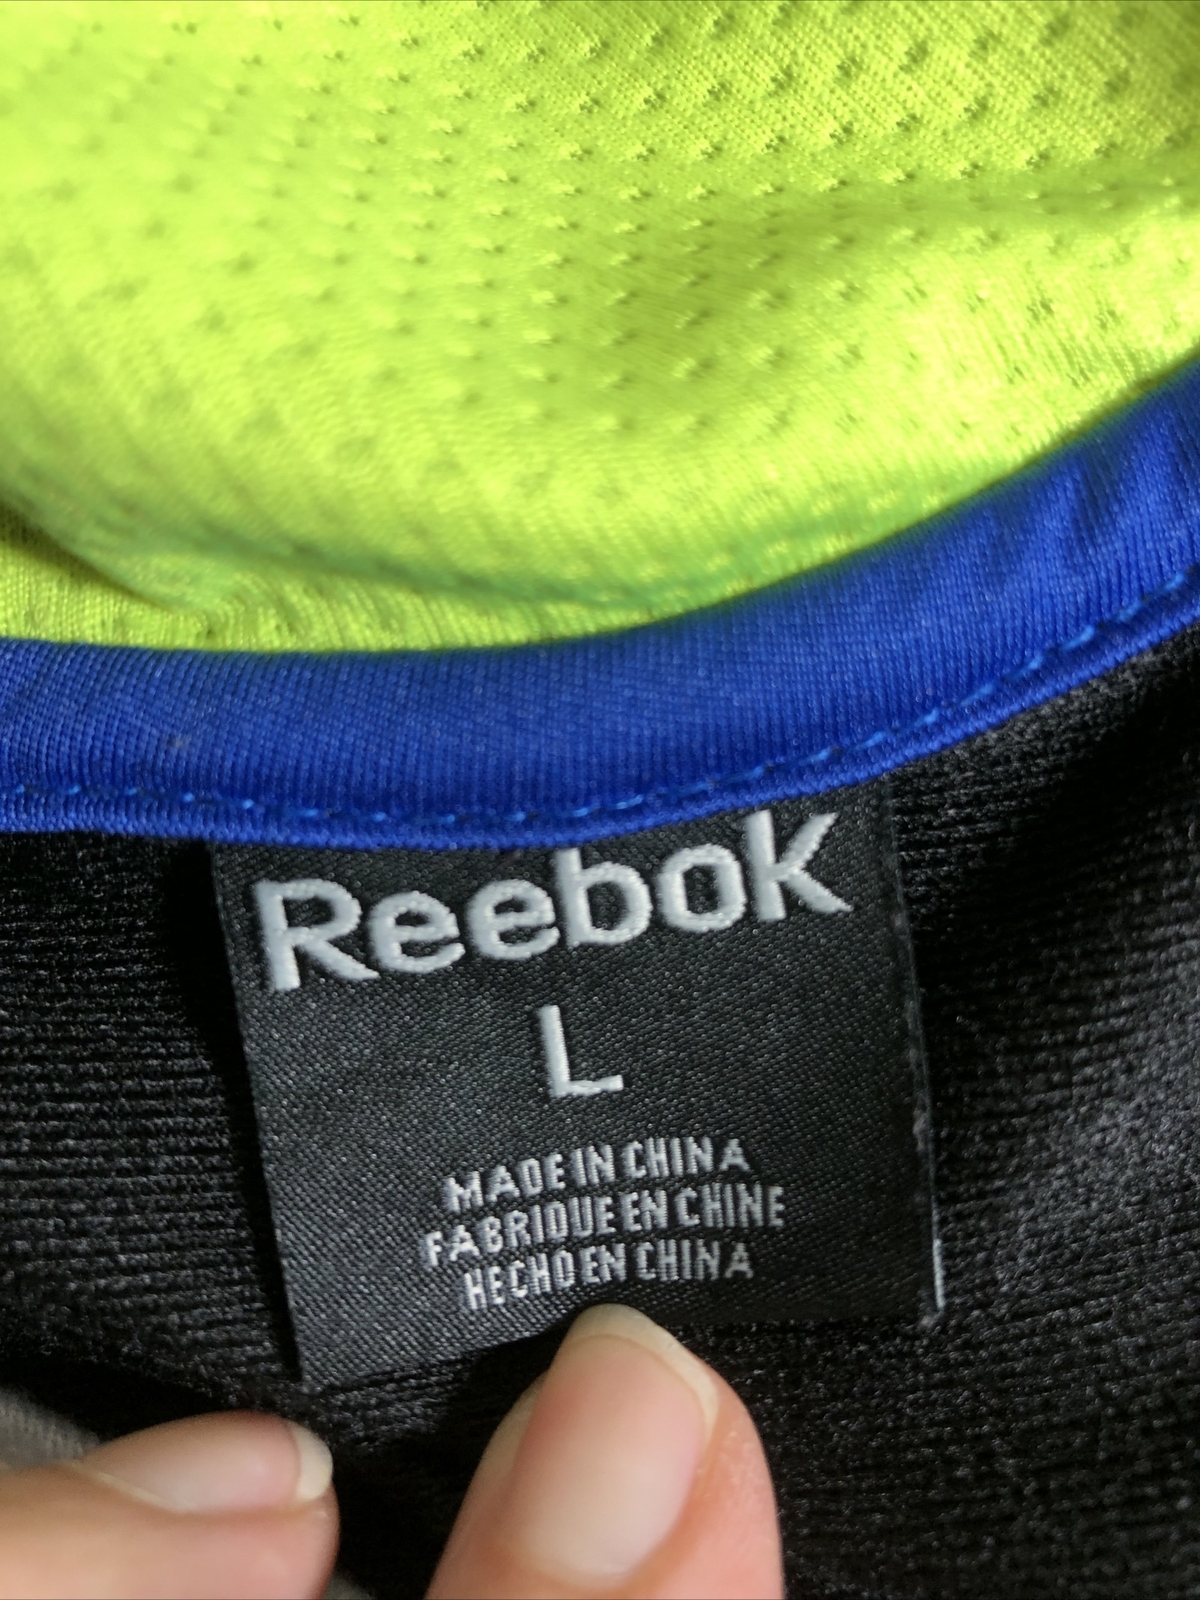 Reebok
L
MADE IN CHINA
FABRIQUE EN CHINE
HECHO EN CHINA